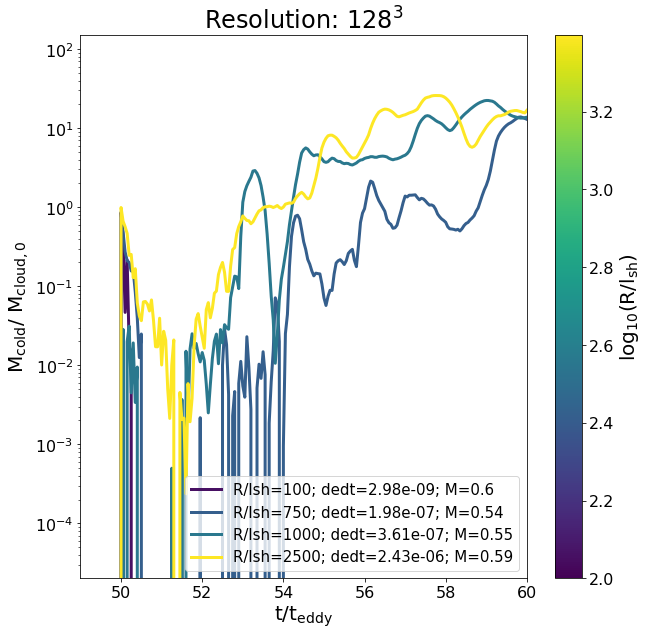 Resolution: 128³
10²
10¹
10⁰
10⁻¹
10⁻²
10⁻³
10⁻⁴
M_cold/ M_cloud, 0
50
52
54
56
58
60
t/t_eddy
R/lsh=100; dedt=2.98e-09; M=0.6
R/lsh=750; dedt=1.98e-07; M=0.54
R/lsh=1000; dedt=3.61e-07; M=0.55
R/lsh=2500; dedt=2.43e-06; M=0.59
3.2
3.0
2.8
2.6
2.4
2.2
2.0
log₁₀(R/l_sh)